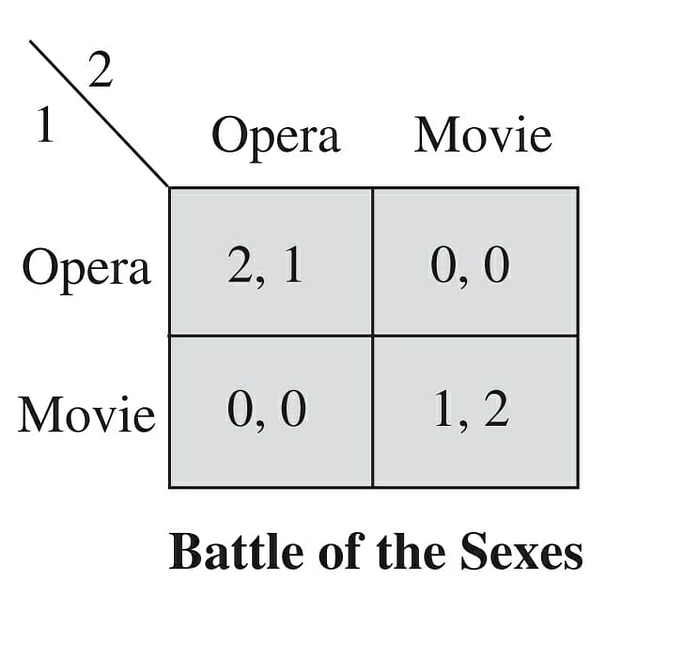 2
1
Opera Movie
Opera 2, 1 0, 0
Movie 0, 0 1, 2
Battle of the Sexes